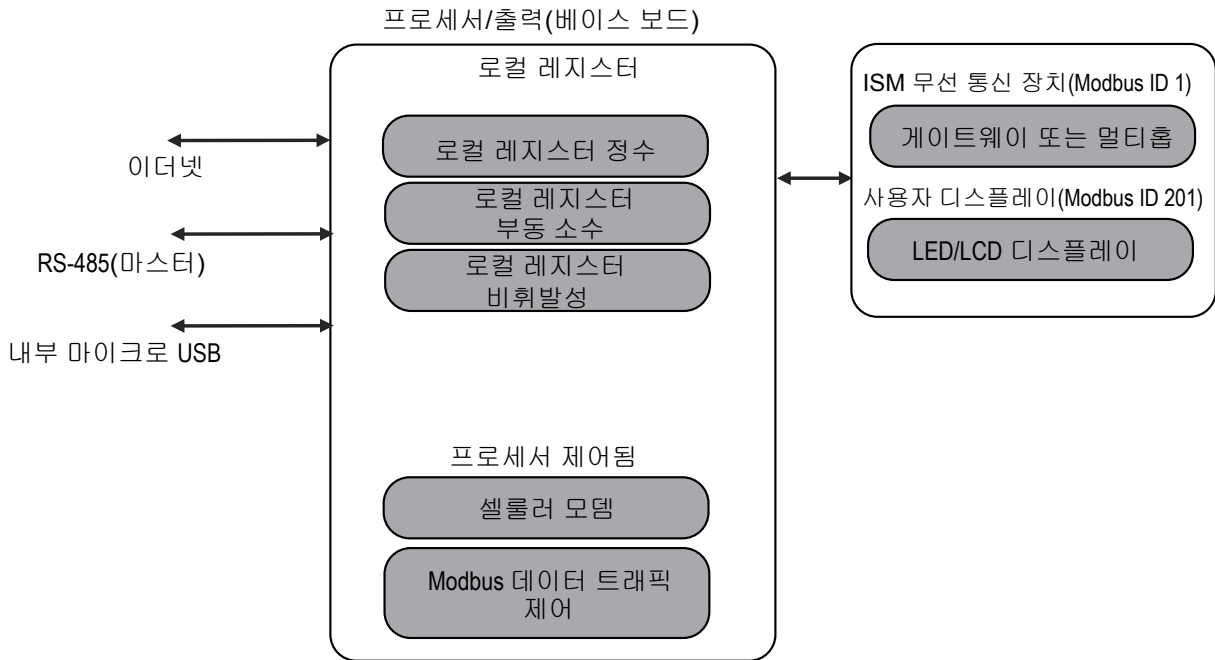 프로세서/출력(베이스 보드)
로컬 레지스터
로컬 레지스터 정수
로컬 레지스터
부동 소수
로컬 레지스터
비휘발성
프로세서 제어됨
셀룰러 모뎀
Modbus 데이터 트래픽
제어
이더넷
RS-485(마스터)
내부 마이크로 USB
ISM 무선 통신 장치(Modbus ID 1)
게이트웨이 또는 멀티홉
사용자 디스플레이(Modbus ID 201)
LED/LCD 디스플레이